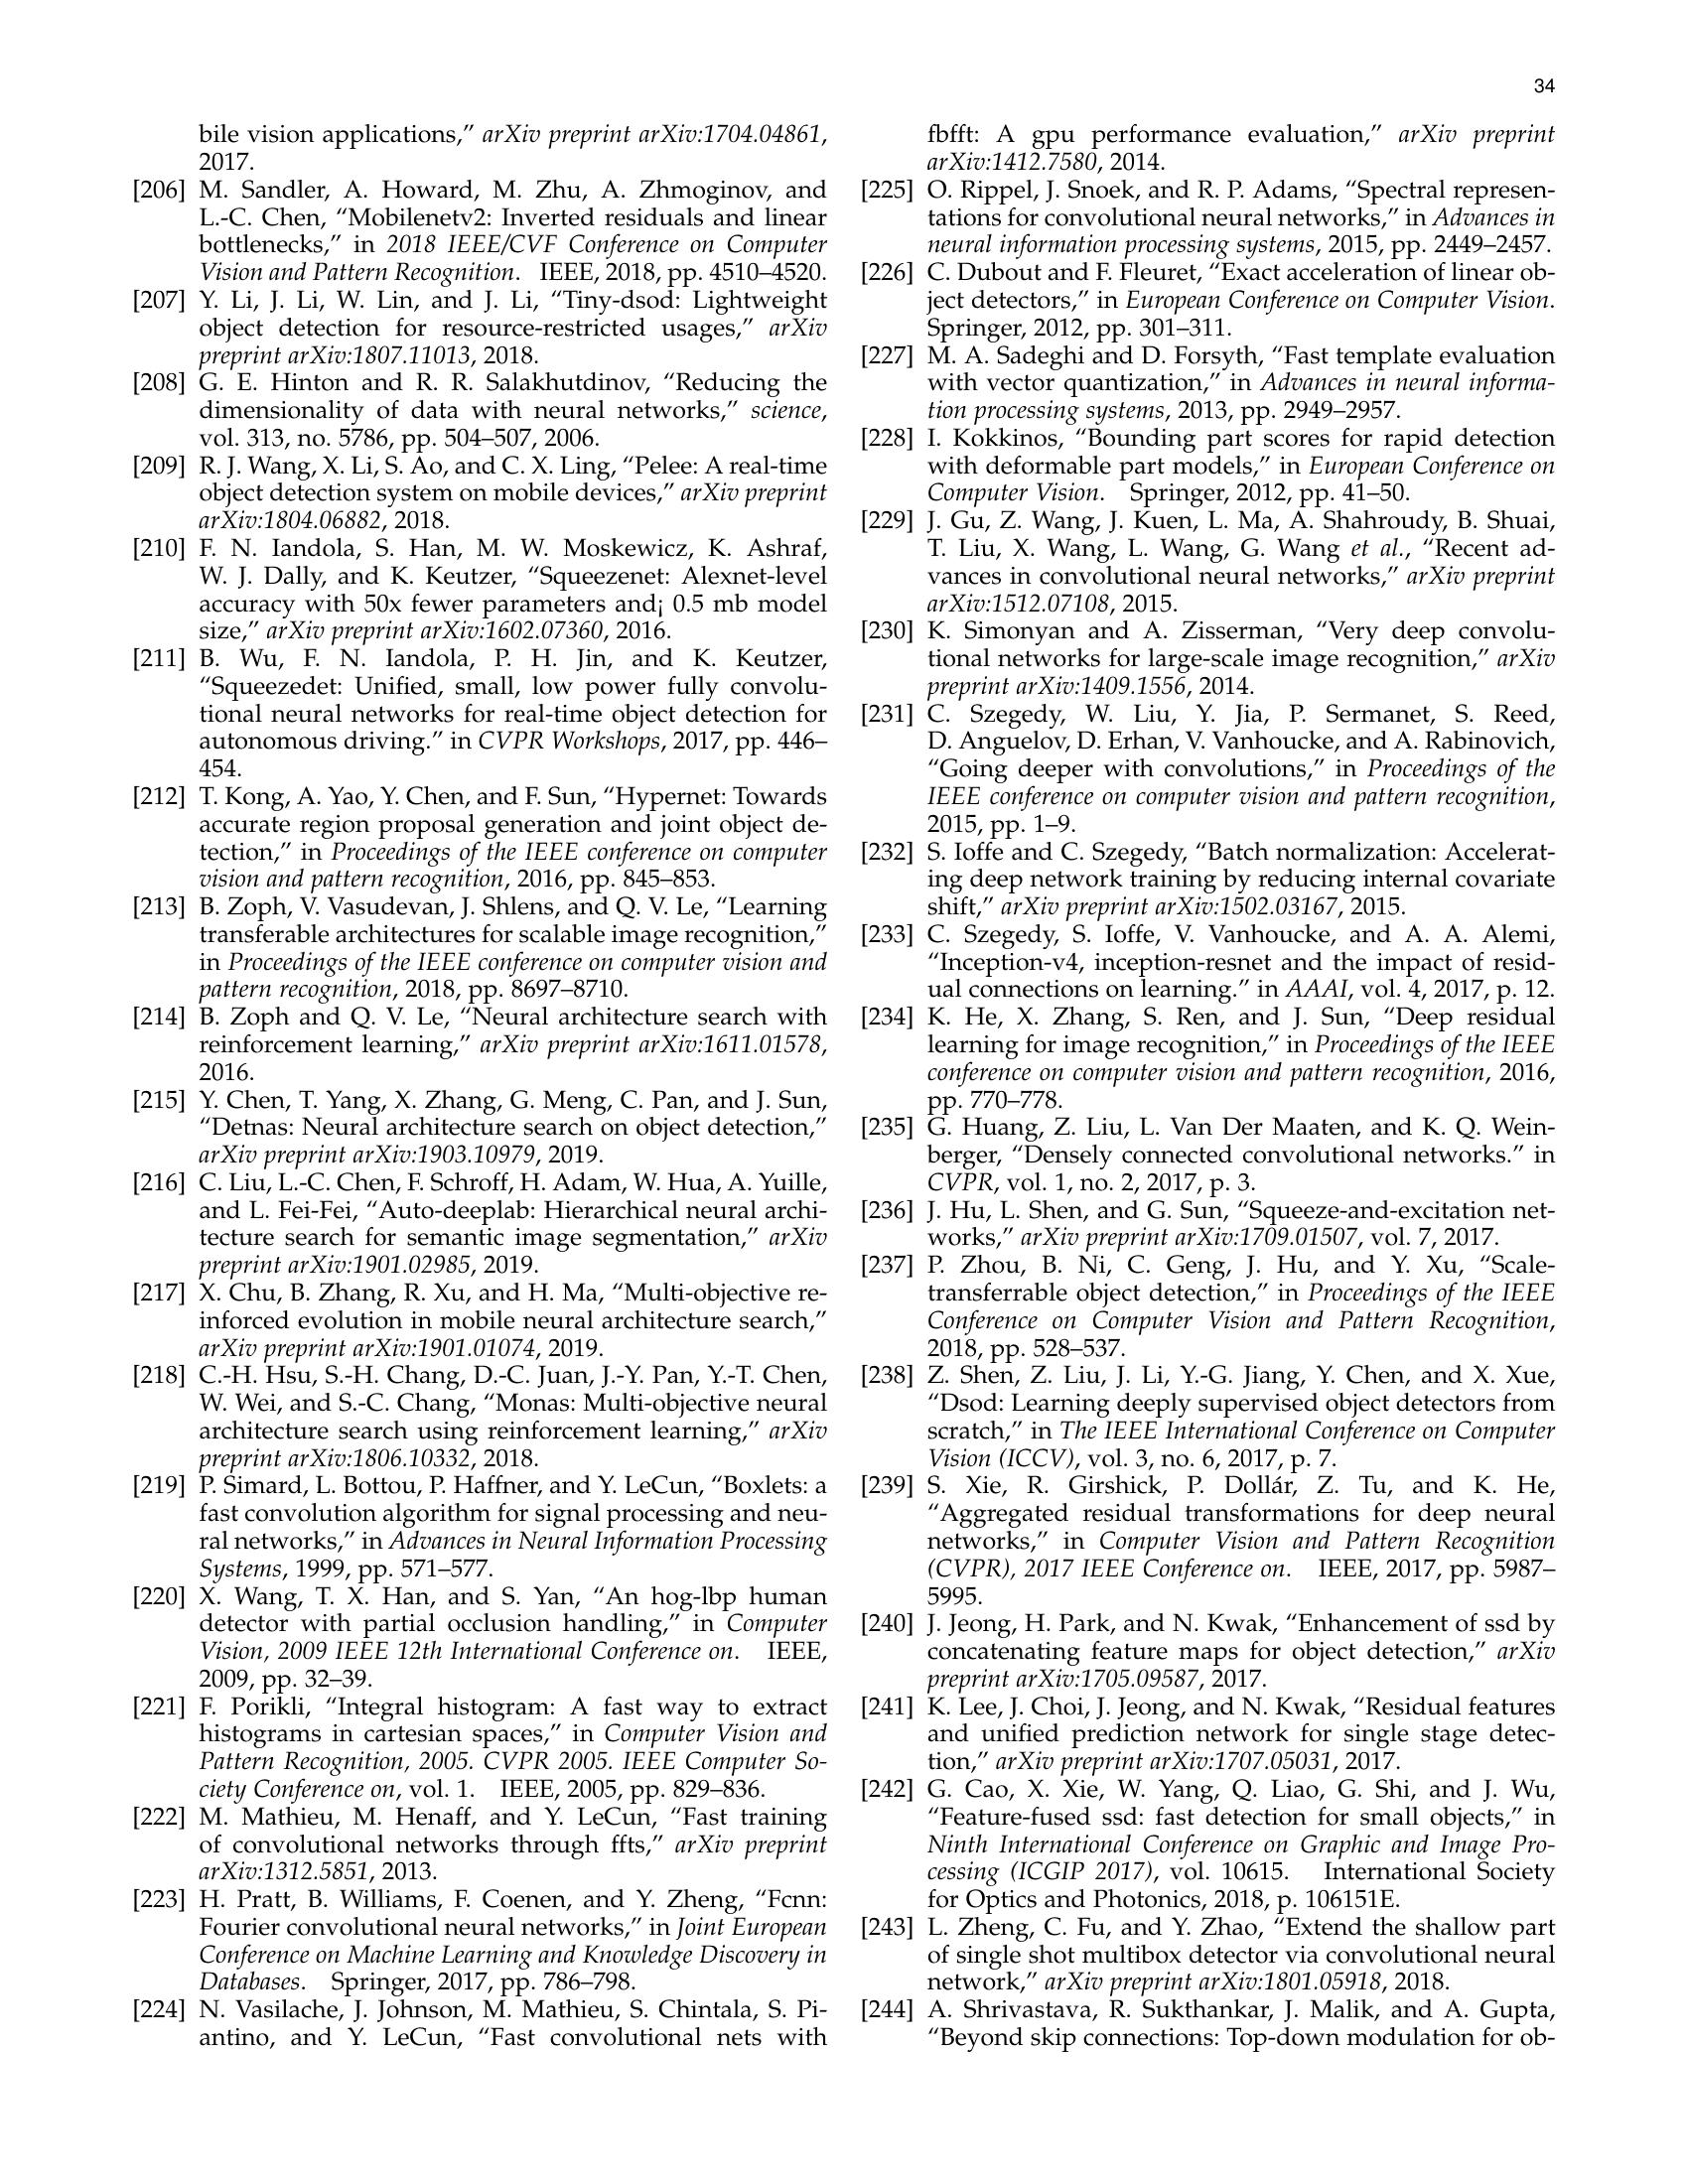 34
bile vision applications,” arXiv preprint arXiv:1704.04861,
2017.
[206] M. Sandler, A. Howard, M. Zhu, A. Zhmoginov, and
L.-C. Chen, “Mobilenetv2: Inverted residuals and linear
bottlenecks,” in 2018 IEEE/CVF Conference on Computer
Vision and Pattern Recognition. IEEE, 2018, pp. 4510–4520.
[207] Y. Li, J. Li, W. Lin, and J. Li, “Tiny-dsod: Lightweight
object detection for resource-restricted usages,” arXiv
preprint arXiv:1807.11013, 2018.
[208] G. E. Hinton and R. R. Salakhutdinov, “Reducing the
dimensionality of data with neural networks,” science,
vol. 313, no. 5786, pp. 504–507, 2006.
[209] R. J. Wang, X. Li, S. Ao, and C. X. Ling, “Pelee: A real-time
object detection system on mobile devices,” arXiv preprint
arXiv:1804.06882, 2018.
[210] F. N. Iandola, S. Han, M. W. Moskewicz, K. Ashraf,
W. J. Dally, and K. Keutzer, “Squeezenet: Alexnet-level
accuracy with 50x fewer parameters and¡ 0.5 mb model
size,” arXiv preprint arXiv:1602.07360, 2016.
[211] B. Wu, F. N. Iandola, P. H. Jin, and K. Keutzer,
“Squeezedet: Unified, small, low power fully convolu-
tional neural networks for real-time object detection for
autonomous driving.” in CVPR Workshops, 2017, pp. 446–
454.
[212] T. Kong, A. Yao, Y. Chen, and F. Sun, “Hypernet: Towards
accurate region proposal generation and joint object de-
tection,” in Proceedings of the IEEE conference on computer
vision and pattern recognition, 2016, pp. 845–853.
[213] B. Zoph, V. Vasudevan, J. Shlens, and Q. V. Le, “Learning
transferable architectures for scalable image recognition,”
in Proceedings of the IEEE conference on computer vision and
pattern recognition, 2018, pp. 8697–8710.
[214] B. Zoph and Q. V. Le, “Neural architecture search with
reinforcement learning,” arXiv preprint arXiv:1611.01578,
2016.
[215] Y. Chen, T. Yang, X. Zhang, G. Meng, C. Pan, and J. Sun,
“Detnas: Neural architecture search on object detection,”
arXiv preprint arXiv:1903.10979, 2019.
[216] C. Liu, L.-C. Chen, F. Schroff, H. Adam, W. Hua, A. Yuille,
and L. Fei-Fei, “Auto-deeplab: Hierarchical neural archi-
tecture search for semantic image segmentation,” arXiv
preprint arXiv:1901.02985, 2019.
[217] X. Chu, B. Zhang, R. Xu, and H. Ma, “Multi-objective re-
inforced evolution in mobile neural architecture search,”
arXiv preprint arXiv:1901.01074, 2019.
[218] C.-H. Hsu, S.-H. Chang, D.-C. Juan, J.-Y. Pan, Y.-T. Chen,
W. Wei, and S.-C. Chang, “Monas: Multi-objective neural
architecture search using reinforcement learning,” arXiv
preprint arXiv:1806.10332, 2018.
[219] P. Simard, L. Bottou, P. Haffner, and Y. LeCun, “Boxlets: a
fast convolution algorithm for signal processing and neu-
ral networks,” in Advances in Neural Information Processing
Systems, 1999, pp. 571–577.
[220] X. Wang, T. X. Han, and S. Yan, “An hog-lbp human
detector with partial occlusion handling,” in Computer
Vision, 2009 IEEE 12th International Conference on. IEEE,
2009, pp. 32–39.
[221] F. Porikli, “Integral histogram: A fast way to extract
histograms in cartesian spaces,” in Computer Vision and
Pattern Recognition, 2005. CVPR 2005. IEEE Computer So-
ciety Conference on, vol. 1. IEEE, 2005, pp. 829–836.
[222] M. Mathieu, M. Henaff, and Y. LeCun, “Fast training
of convolutional networks through ffts,” arXiv preprint
arXiv:1312.5851, 2013.
[223] H. Pratt, B. Williams, F. Coenen, and Y. Zheng, “Fcnn:
Fourier convolutional neural networks,” in Joint European
Conference on Machine Learning and Knowledge Discovery in
Databases. Springer, 2017, pp. 786–798.
[224] N. Vasilache, J. Johnson, M. Mathieu, S. Chintala, S. Pi-
antino, and Y. LeCun, “Fast convolutional nets with
fbfft: A gpu performance evaluation,” arXiv preprint
arXiv:1412.7580, 2014.
[225] O. Rippel, J. Snoek, and R. P. Adams, “Spectral represen-
tations for convolutional neural networks,” in Advances in
neural information processing systems, 2015, pp. 2449–2457.
[226] C. Dubout and F. Fleuret, “Exact acceleration of linear ob-
ject detectors,” in European Conference on Computer Vision.
Springer, 2012, pp. 301–311.
[227] M. A. Sadeghi and D. Forsyth, “Fast template evaluation
with vector quantization,” in Advances in neural informa-
tion processing systems, 2013, pp. 2949–2957.
[228] I. Kokkinos, “Bounding part scores for rapid detection
with deformable part models,” in European Conference on
Computer Vision. Springer, 2012, pp. 41–50.
[229] J. Gu, Z. Wang, J. Kuen, L. Ma, A. Shahroudy, B. Shuai,
T. Liu, X. Wang, L. Wang, G. Wang et al., “Recent ad-
vances in convolutional neural networks,” arXiv preprint
arXiv:1512.07108, 2015.
[230] K. Simonyan and A. Zisserman, “Very deep convolu-
tional networks for large-scale image recognition,” arXiv
preprint arXiv:1409.1556, 2014.
[231] C. Szegedy, W. Liu, Y. Jia, P. Sermanet, S. Reed,
D. Anguelov, D. Erhan, V. Vanhoucke, and A. Rabinovich,
“Going deeper with convolutions,” in Proceedings of the
IEEE conference on computer vision and pattern recognition,
2015, pp. 1–9.
[232] S. Ioffe and C. Szegedy, “Batch normalization: Accelerat-
ing deep network training by reducing internal covariate
shift,” arXiv preprint arXiv:1502.03167, 2015.
[233] C. Szegedy, S. Ioffe, V. Vanhoucke, and A. A. Alemi,
“Inception-v4, inception-resnet and the impact of resid-
ual connections on learning.” in AAAI, vol. 4, 2017, p. 12.
[234] K. He, X. Zhang, S. Ren, and J. Sun, “Deep residual
learning for image recognition,” in Proceedings of the IEEE
conference on computer vision and pattern recognition, 2016,
pp. 770–778.
[235] G. Huang, Z. Liu, L. Van Der Maaten, and K. Q. Wein-
berger, “Densely connected convolutional networks.” in
CVPR, vol. 1, no. 2, 2017, p. 3.
[236] J. Hu, L. Shen, and G. Sun, “Squeeze-and-excitation net-
works,” arXiv preprint arXiv:1709.01507, vol. 7, 2017.
[237] P. Zhou, B. Ni, C. Geng, J. Hu, and Y. Xu, “Scale-
transferrable object detection,” in Proceedings of the IEEE
Conference on Computer Vision and Pattern Recognition,
2018, pp. 528–537.
[238] Z. Shen, Z. Liu, J. Li, Y.-G. Jiang, Y. Chen, and X. Xue,
“Dsod: Learning deeply supervised object detectors from
scratch,” in The IEEE International Conference on Computer
Vision (ICCV), vol. 3, no. 6, 2017, p. 7.
[239] S. Xie, R. Girshick, P. Dollár, Z. Tu, and K. He,
“Aggregated residual transformations for deep neural
networks,” in Computer Vision and Pattern Recognition
(CVPR), 2017 IEEE Conference on. IEEE, 2017, pp. 5987–
5995.
[240] J. Jeong, H. Park, and N. Kwak, “Enhancement of ssd by
concatenating feature maps for object detection,” arXiv
preprint arXiv:1705.09587, 2017.
[241] K. Lee, J. Choi, J. Jeong, and N. Kwak, “Residual features
and unified prediction network for single stage detec-
tion,” arXiv preprint arXiv:1707.05031, 2017.
[242] G. Cao, X. Xie, W. Yang, Q. Liao, G. Shi, and J. Wu,
“Feature-fused ssd: fast detection for small objects,” in
Ninth International Conference on Graphic and Image Pro-
cessing (ICGIP 2017), vol. 10615. International Society
for Optics and Photonics, 2018, p. 106151E.
[243] L. Zheng, C. Fu, and Y. Zhao, “Extend the shallow part
of single shot multibox detector via convolutional neural
network,” arXiv preprint arXiv:1801.05918, 2018.
[244] A. Shrivastava, R. Sukthankar, J. Malik, and A. Gupta,
“Beyond skip connections: Top-down modulation for ob-